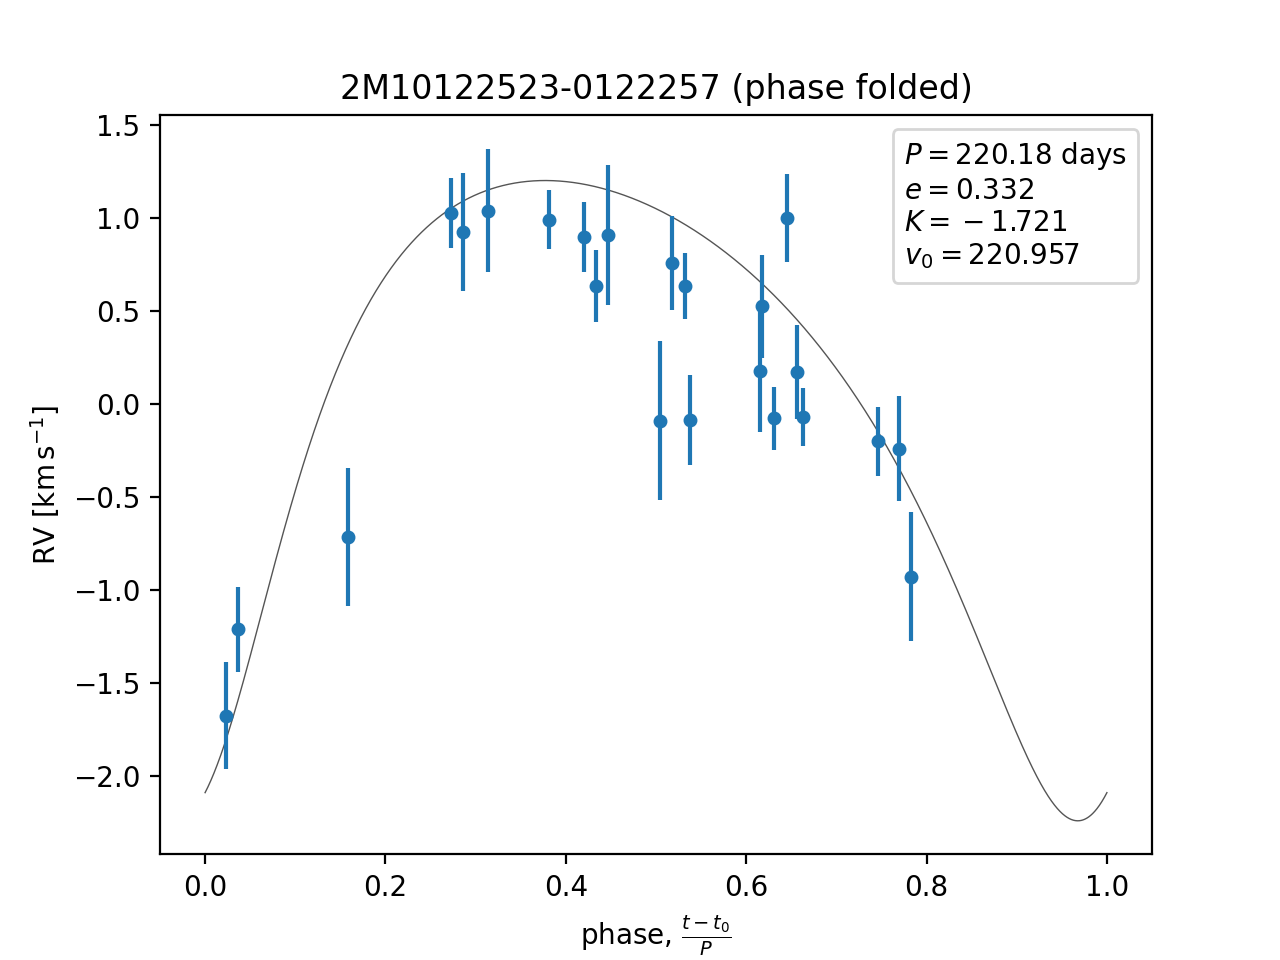 2M10122523-0122257 (phase folded)
P = 220.18 days
e = 0.332
K = −1.721
v₀ = 220.957
RV [km s⁻¹]
1.5
1.0
0.5
0.0
−0.5
−1.0
−1.5
−2.0
0.0 0.2 0.4 0.6 0.8 1.0
phase, (t − t₀)/P